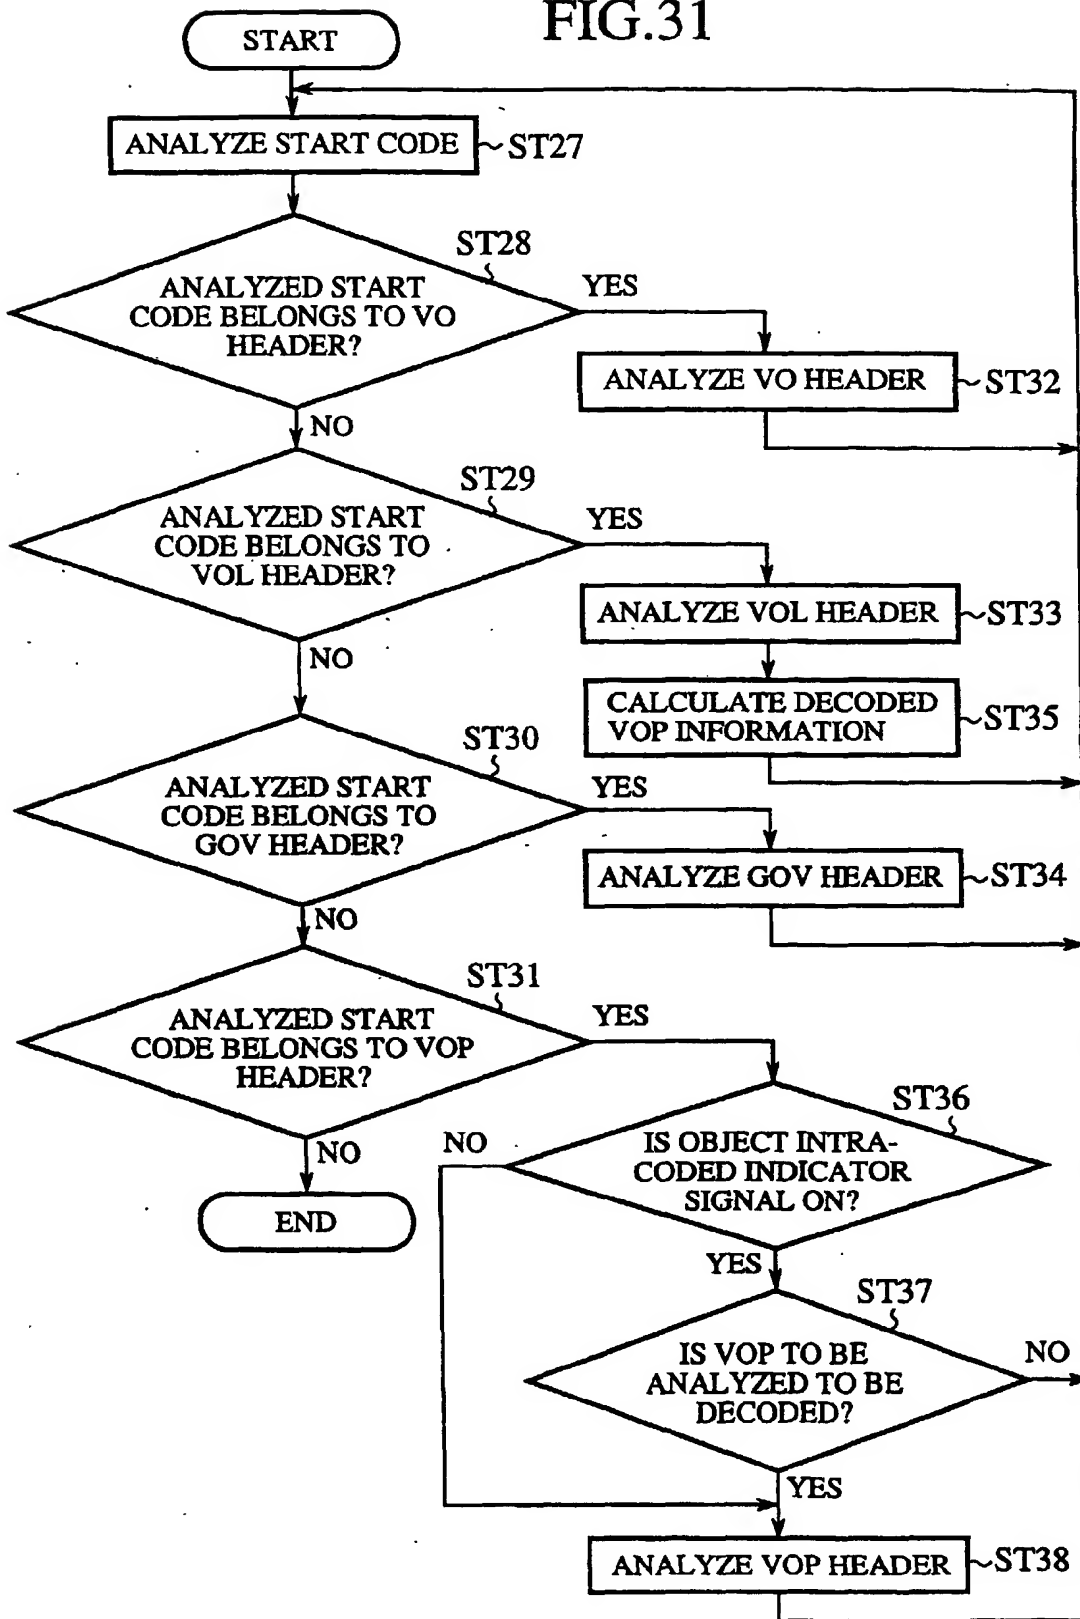 FIG.31
START
ANALYZE START CODE
ST27
ST28
ANALYZED START
CODE BELONGS TO VO
HEADER?
YES
ANALYZE VO HEADER
ST32
NO
ST29
ANALYZED START
CODE BELONGS TO
VOL HEADER?
YES
ANALYZE VOL HEADER
ST33
NO
CALCULATE DECODED
VOP INFORMATION
ST35
ST30
ANALYZED START
CODE BELONGS TO
GOV HEADER?
YES
ANALYZE GOV HEADER
ST34
NO
ST31
ANALYZED START
CODE BELONGS TO VOP
HEADER?
YES
NO
END
ST36
IS OBJECT INTRA-
CODED INDICATOR
SIGNAL ON?
NO
YES
ST37
IS VOP TO BE
ANALYZED TO BE
DECODED?
NO
YES
ANALYZE VOP HEADER
ST38